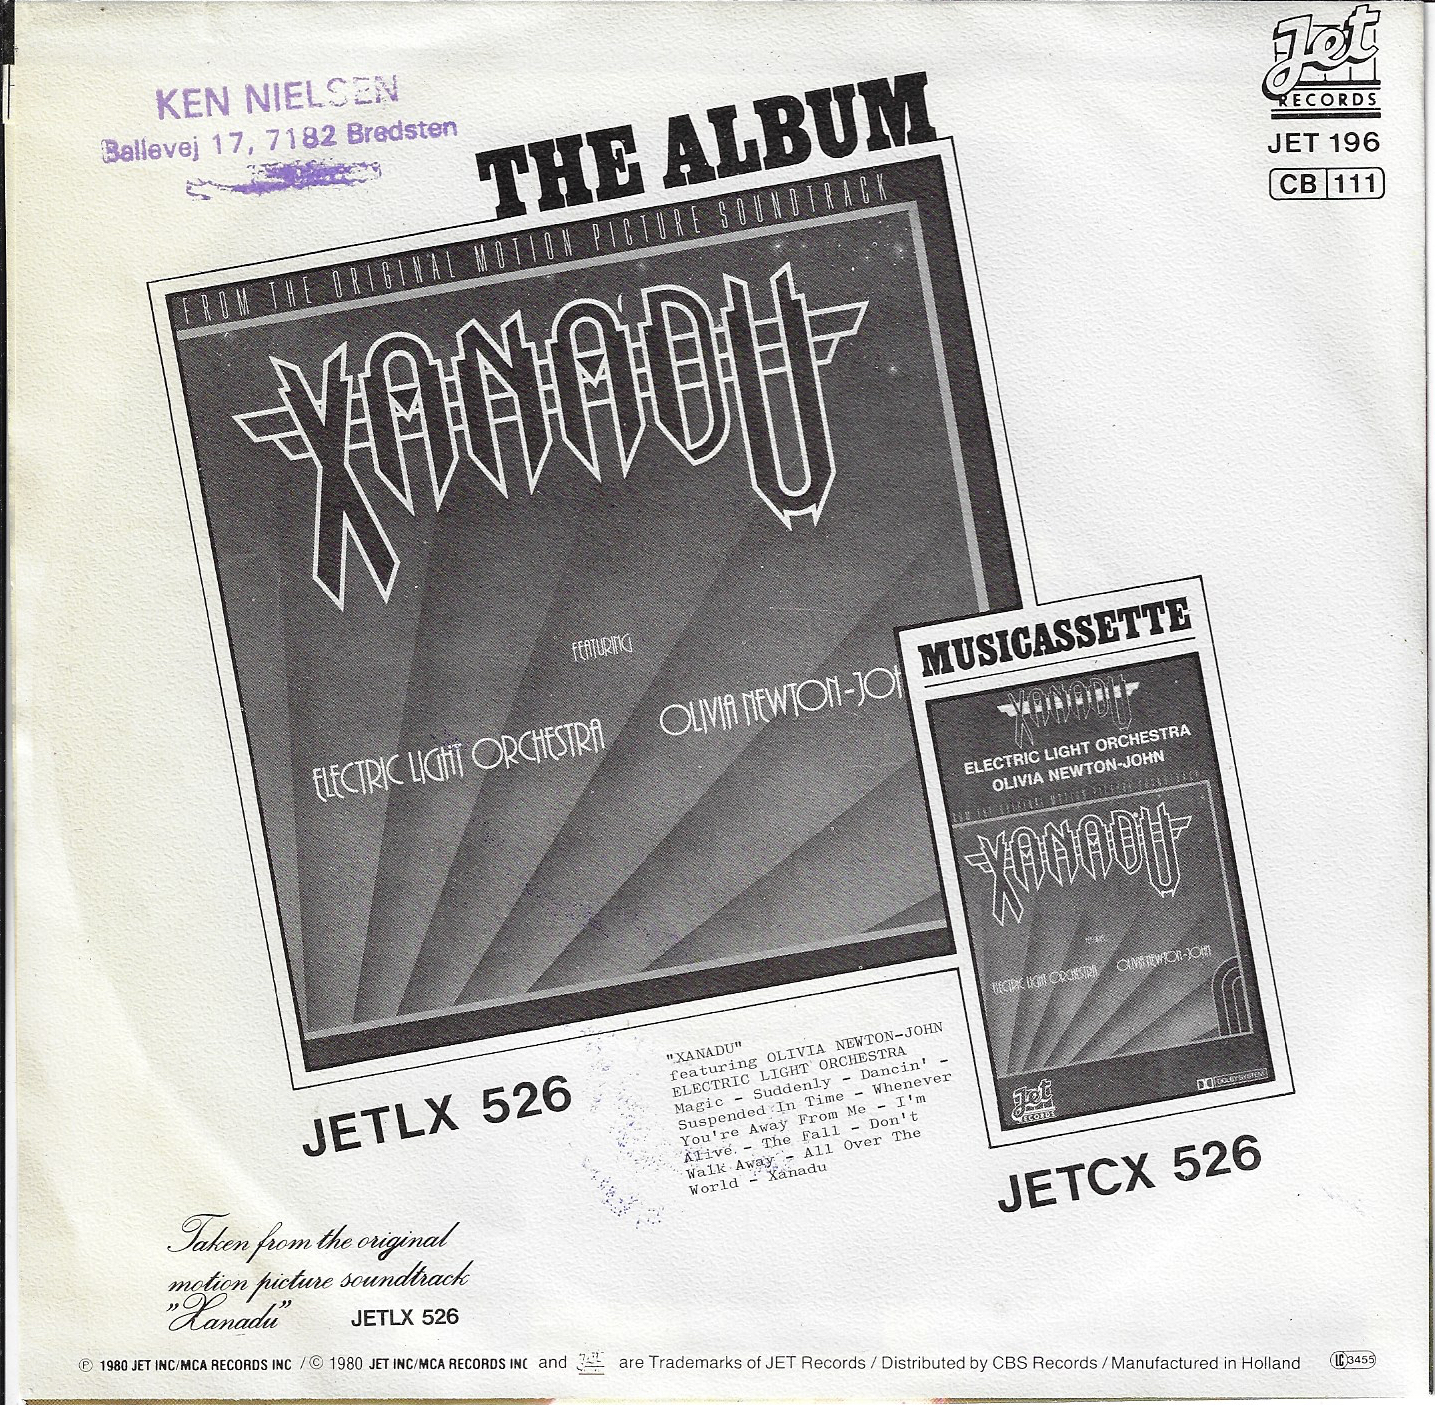 KEN NIELSEN
Ballevej 17, 7182 Bredsten
Jet
RECORDS
JET 196
CB 111
THE ALBUM
FROM THE ORIGINAL MOTION PICTURE SOUNDTRACK
XANADU
FEATURING
ELECTRIC LIGHT ORCHESTRA
OLIVIA NEWTON-JOH
MUSICASSETTE
XANADU
ELECTRIC LIGHT ORCHESTRA
OLIVIA NEWTON-JOHN
XANADU
ELECTRIC LIGHT ORCHESTRA OLIVIA NEWTON-JOHN
Jet
RECORDS
DOLBY SYSTEM
JETLX 526
"XANADU"
featuring OLIVIA NEWTON-JOHN
ELECTRIC LIGHT ORCHESTRA
Magic - Suddenly - Dancin' -
Suspended In Time - Whenever
You're Away From Me - I'm
Alive - The Fall - Don't
Walk Away - All Over The
World - Xanadu
JETCX 526
Taken from the original
motion picture soundtrack
"Xanadu" JETLX 526
℗ 1980 JET INC/MCA RECORDS INC / © 1980 JET INC/MCA RECORDS INC and are Trademarks of JET Records / Distributed by CBS Records / Manufactured in Holland LC 3455